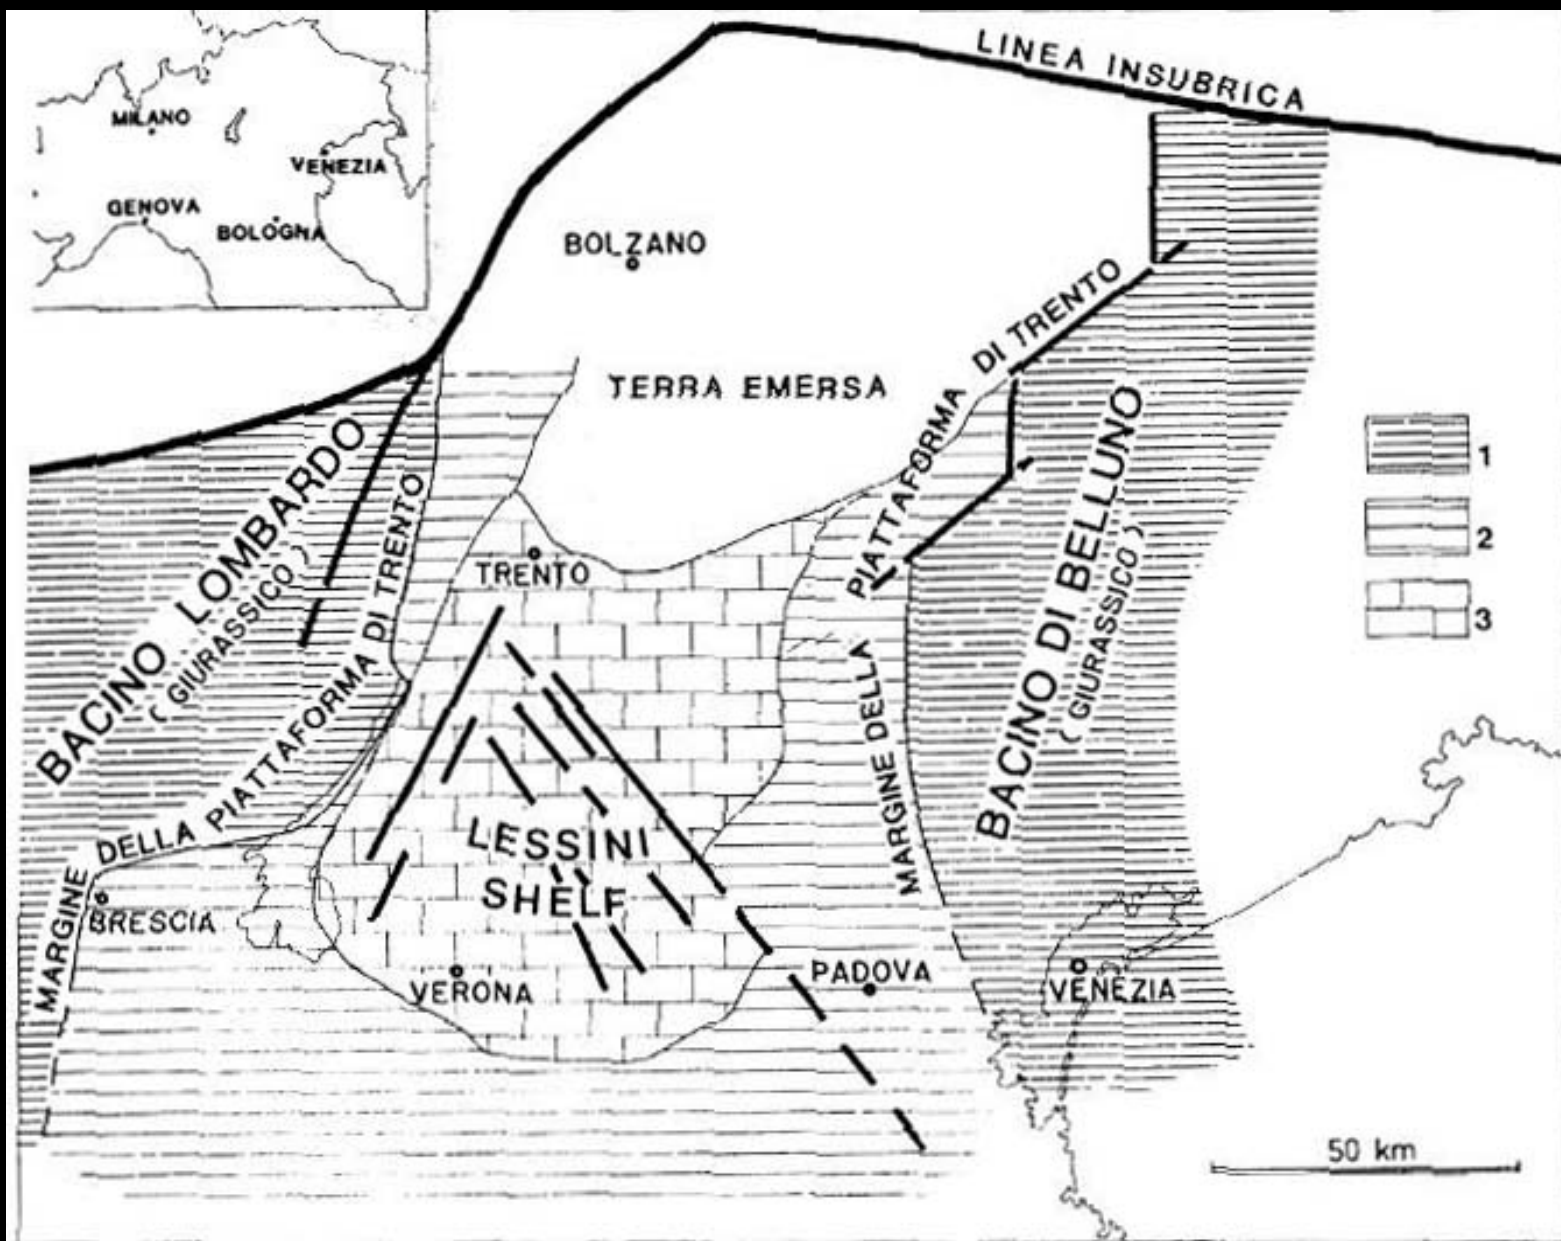 MILANO
VENEZIA
GENOVA
BOLOGNA
LINEA INSUBRICA
BOLZANO
TERRA EMERSA
BACINO LOMBARDO
(GIURASSICO)
MARGINE DELLA PIATTAFORMA DI TRENTO
TRENTO
MARGINE DELLA PIATTAFORMA DI TRENTO
BACINO DI BELLUNO
(GIURASSICO)
1
2
3
LESSINI
SHELF
BRESCIA
VERONA
PADOVA
VENEZIA
50 km